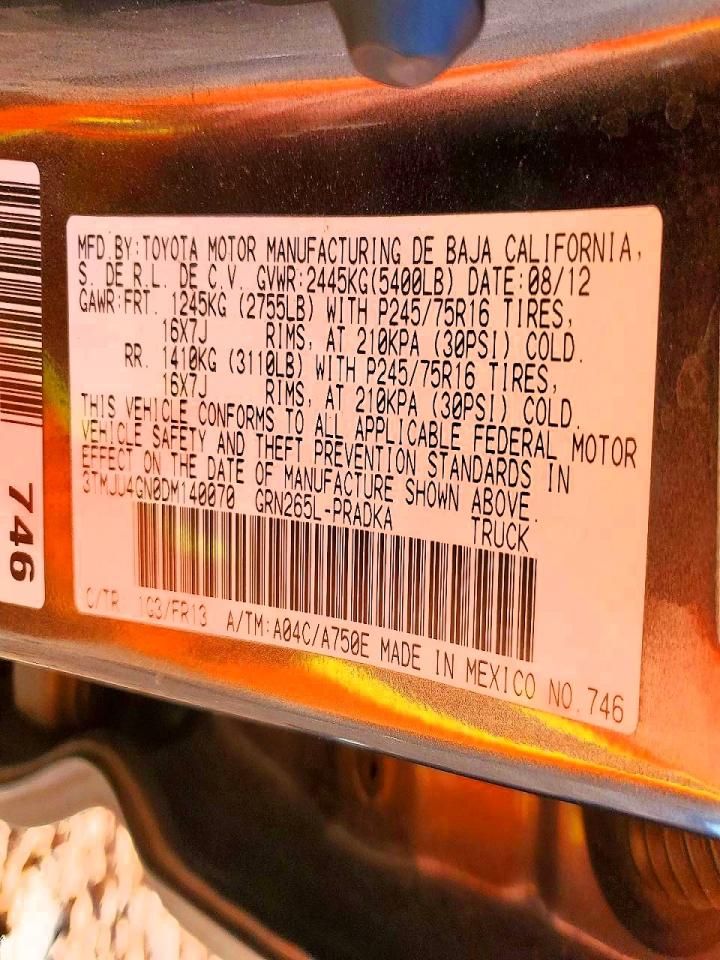 MFD.BY:TOYOTA MOTOR MANUFACTURING DE BAJA CALIFORNIA,
S. DE R.L. DE C.V. GVWR:2445KG(5400LB) DATE:08/12
GAWR:FRT. 1245KG (2755LB) WITH P245/75R16 TIRES,
16X7J RIMS, AT 210KPA (30PSI) COLD.
RR. 1410KG (3110LB) WITH P245/75R16 TIRES,
16X7J RIMS, AT 210KPA (30PSI) COLD.
THIS VEHICLE CONFORMS TO ALL APPLICABLE FEDERAL MOTOR
VEHICLE SAFETY AND THEFT PREVENTION STANDARDS IN
EFFECT ON THE DATE OF MANUFACTURE SHOWN ABOVE.
3TMJU4GN0DM140070 GRN265L-PRADKA TRUCK
C/TR 1G3/FR13 A/TM:A04C/A750E MADE IN MEXICO NO.746
746